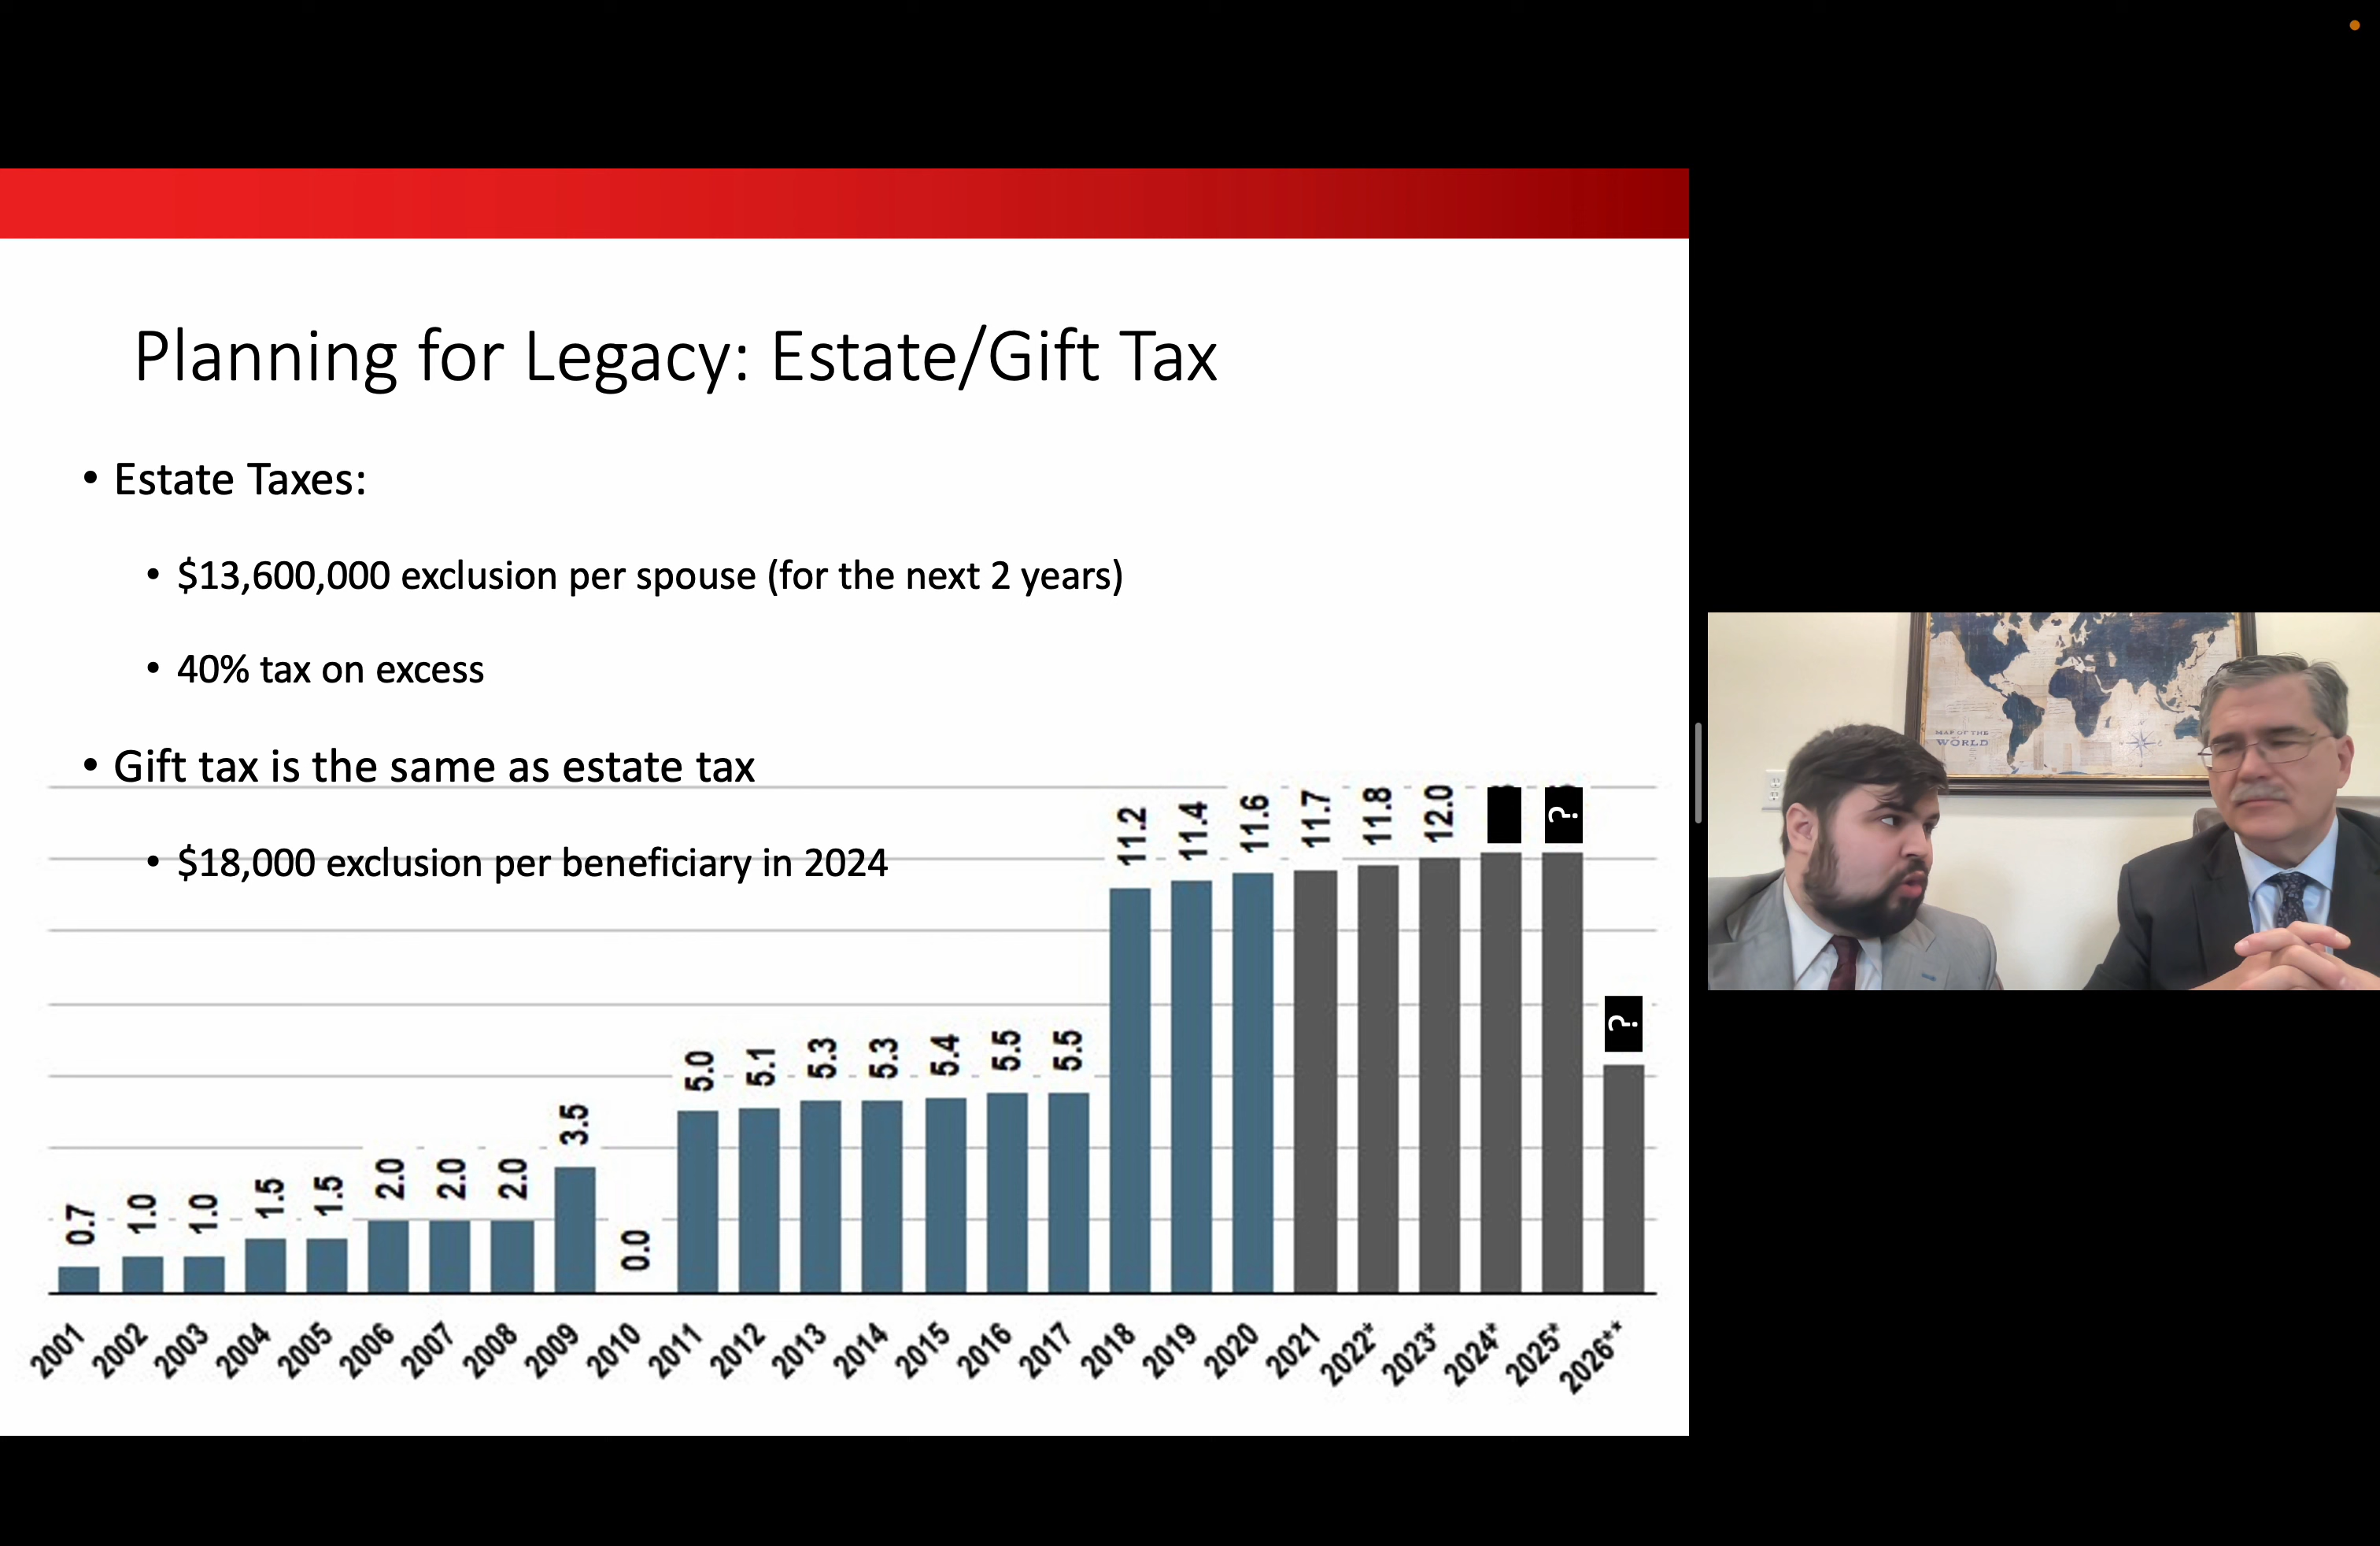 Planning for Legacy: Estate/Gift Tax
• Estate Taxes:
• $13,600,000 exclusion per spouse (for the next 2 years)
• 40% tax on excess
• Gift tax is the same as estate tax
• $18,000 exclusion per beneficiary in 2024
0.7 1.0 1.0 1.5 1.5 2.0 2.0 2.0 3.5 0.0 5.0 5.1 5.3 5.3 5.4 5.5 5.5 11.2 11.4 11.6 11.7 11.8 12.0 ? ?
2001 2002 2003 2004 2005 2006 2007 2008 2009 2010 2011 2012 2013 2014 2015 2016 2017 2018 2019 2020 2021 2022* 2023* 2024* 2025* 2026**
MAP OF THE
WORLD